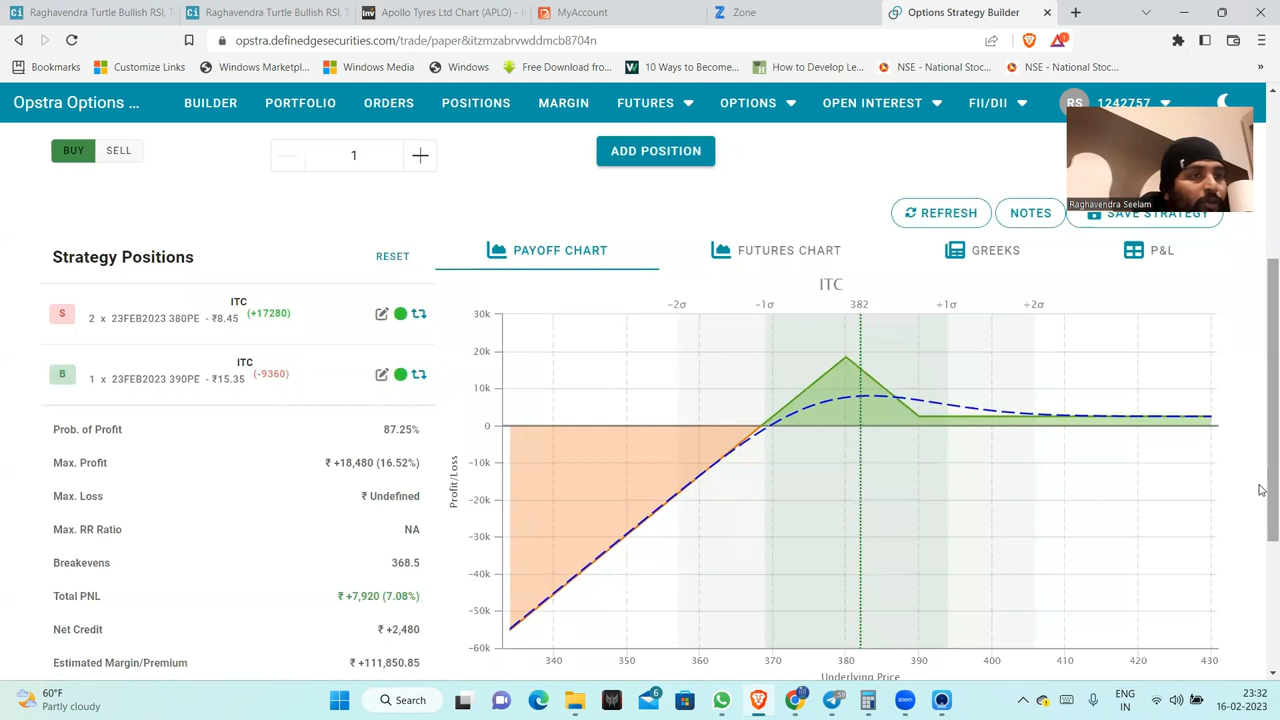 Raghavendra Turtle Bullish RSI, T
Raghavendra Turtle Bullish RSI, T
Inv Apollo Tyres Ltd Chart (APLO) - I
MyAccount
Zone
Options Strategy Builder
opstra.definedgesecurities.com/trade/paper&itzmzabrvwddmcb8704n
Bookmarks
Customize Links
Windows Marketpl...
Windows Media
Windows
Free Download from...
10 Ways to Become...
How to Develop Le...
NSE - National Stoc...
NSE - National Stoc...
»
Opstra Options ...
BUILDER
PORTFOLIO
ORDERS
POSITIONS
MARGIN
FUTURES
OPTIONS
OPEN INTEREST
FII/DII
RS
1242757
BUY
SELL
1
ADD POSITION
Raghavendra Seelam
REFRESH
NOTES
SAVE STRATEGY
Strategy Positions
RESET
PAYOFF CHART
FUTURES CHART
GREEKS
P&L
ITC
-2σ -1σ 382 +1σ +2σ
S
ITC
2 x 23FEB2023 380PE - ₹8.45 (+17280)
B
ITC
1 x 23FEB2023 390PE - ₹15.35 (-9360)
Prob. of Profit 87.25%
Max. Profit ₹ +18,480 (16.52%)
Max. Loss ₹ Undefined
Max. RR Ratio NA
Breakevens 368.5
Total PNL ₹ +7,920 (7.08%)
Net Credit ₹ +2,480
Estimated Margin/Premium ₹ +111,850.85
30k
20k
10k
0
-10k
-20k
-30k
-40k
-50k
-60k
Profit/Loss
340 350 360 370 380 390 400 410 420 430
Underlying Price
60°F
Partly cloudy
Search
6
59
ENG
IN
23:32
16-02-2023